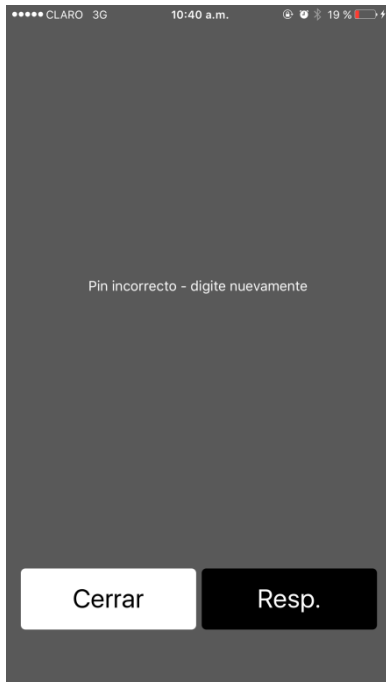 ●●●●● CLARO 3G 10:40 a.m. 19 %
Pin incorrecto - digite nuevamente
Cerrar Resp.